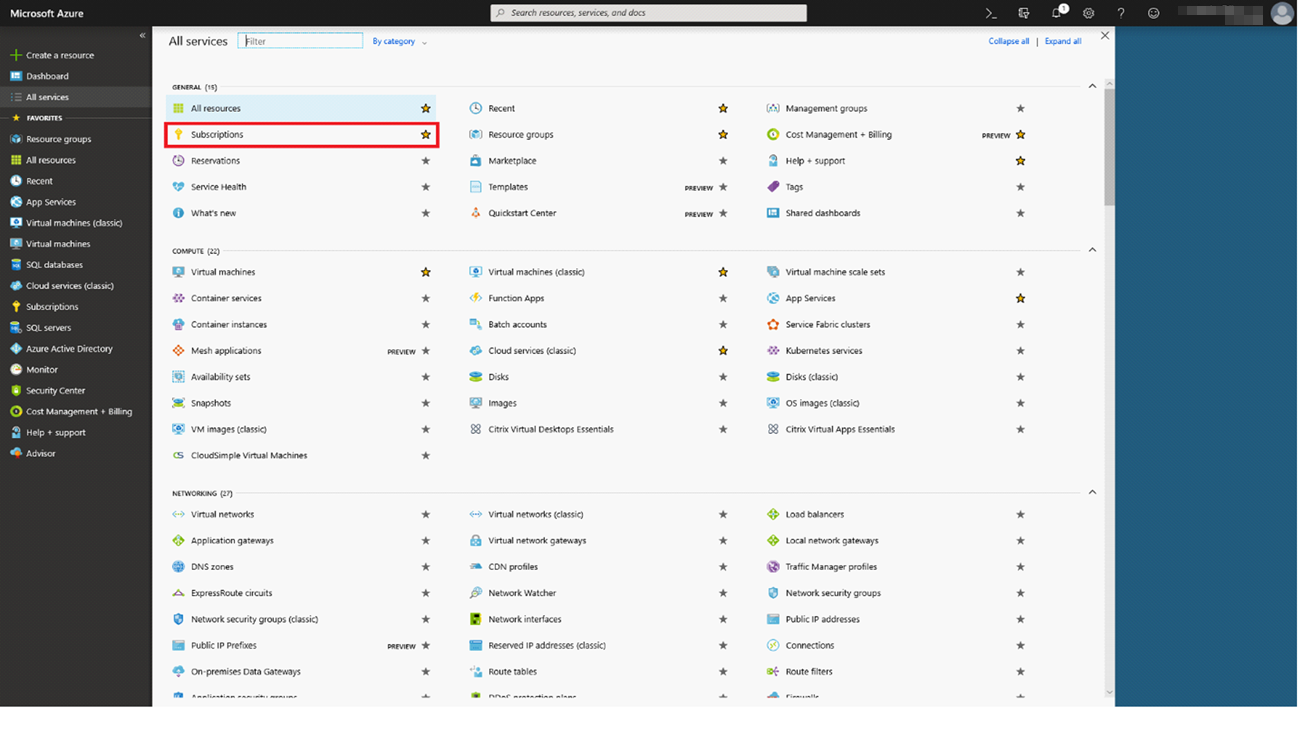 Microsoft Azure
Search resources, services, and docs
1
Create a resource
Dashboard
All services
FAVORITES
Resource groups
All resources
Recent
App Services
Virtual machines (classic)
Virtual machines
SQL databases
Cloud services (classic)
Subscriptions
SQL servers
Azure Active Directory
Monitor
Security Center
Cost Management + Billing
Help + support
Advisor
All services Filter By category Collapse all | Expand all
GENERAL (15)
All resources Recent Management groups
Subscriptions Resource groups Cost Management + Billing PREVIEW
Reservations Marketplace Help + support
Service Health Templates PREVIEW Tags
What's new Quickstart Center PREVIEW Shared dashboards
COMPUTE (22)
Virtual machines Virtual machines (classic) Virtual machine scale sets
Container services Function Apps App Services
Container instances Batch accounts Service Fabric clusters
Mesh applications PREVIEW Cloud services (classic) Kubernetes services
Availability sets Disks Disks (classic)
Snapshots Images OS images (classic)
VM images (classic) Citrix Virtual Desktops Essentials Citrix Virtual Apps Essentials
CS CloudSimple Virtual Machines
NETWORKING (27)
Virtual networks Virtual networks (classic) Load balancers
Application gateways Virtual network gateways Local network gateways
DNS zones CDN profiles Traffic Manager profiles
ExpressRoute circuits Network Watcher Network security groups
Network security groups (classic) Network interfaces Public IP addresses
Public IP Prefixes PREVIEW Reserved IP addresses (classic) Connections
On-premises Data Gateways Route tables Route filters
Application security groups DDoS protection plans Firewalls